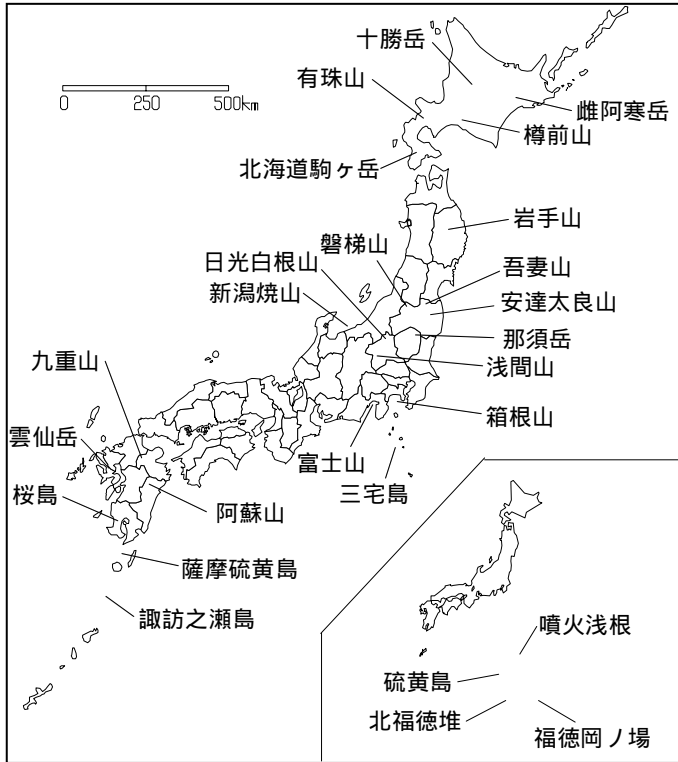 十勝岳
有珠山
0 250 500km
雌阿寒岳
樽前山
北海道駒ヶ岳
岩手山
磐梯山
日光白根山
吾妻山
新潟焼山
安達太良山
那須岳
九重山
浅間山
箱根山
雲仙岳
富士山
三宅島
桜島
阿蘇山
薩摩硫黄島
諏訪之瀬島
噴火浅根
硫黄島
北福徳堆
福徳岡ノ場